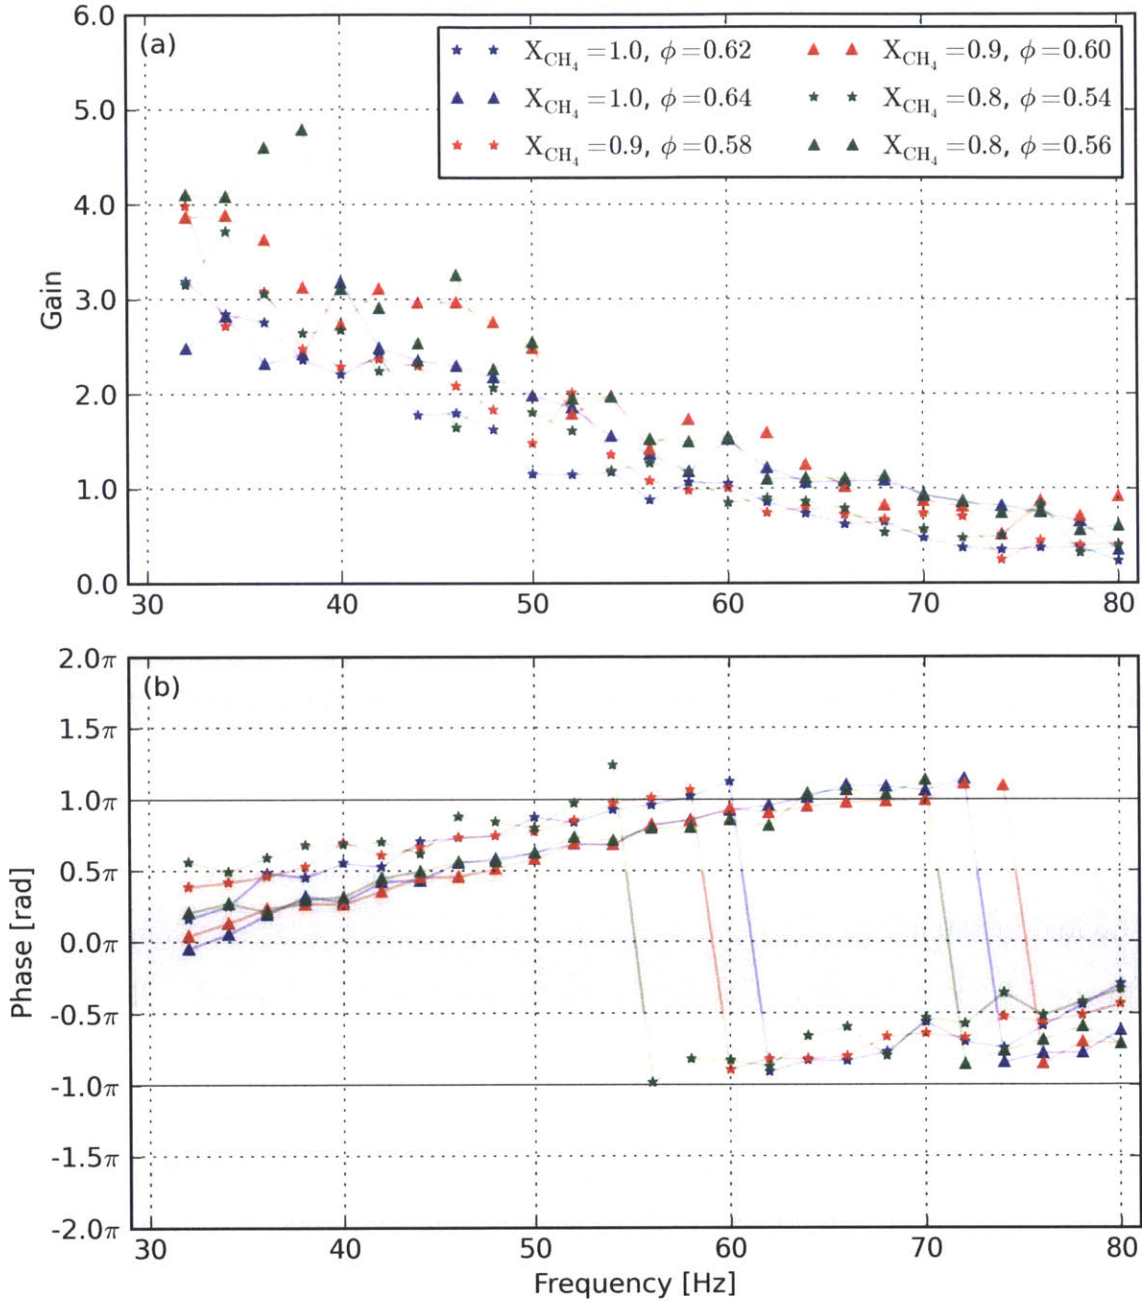 6.0
5.0
4.0
3.0
2.0
1.0
0.0
Gain
(a)
X_CH₄ =1.0, ϕ=0.62
X_CH₄ =1.0, ϕ=0.64
X_CH₄ =0.9, ϕ=0.58
X_CH₄ =0.9, ϕ=0.60
X_CH₄ =0.8, ϕ=0.54
X_CH₄ =0.8, ϕ=0.56
30 40 50 60 70 80
2.0π
1.5π
1.0π
0.5π
0.0π
-0.5π
-1.0π
-1.5π
-2.0π
Phase [rad]
(b)
30 40 50 60 70 80
Frequency [Hz]